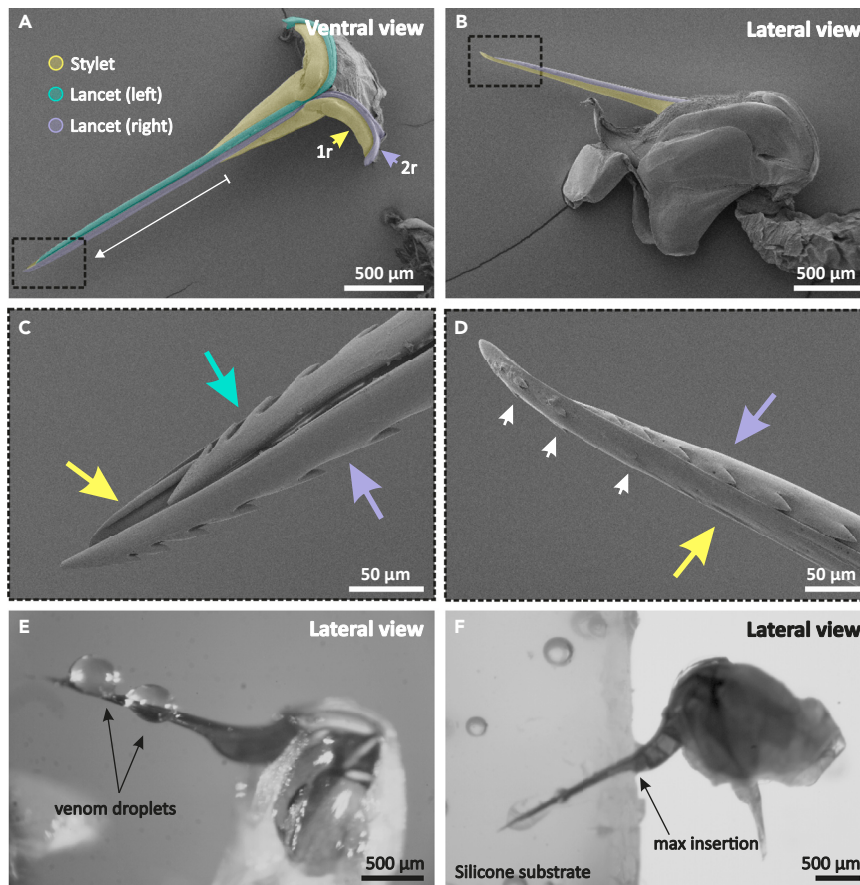 A
Ventral view
Stylet
Lancet (left)
Lancet (right)
1r
2r
500 µm
B
Lateral view
500 µm
C
50 µm
D
50 µm
E
Lateral view
venom droplets
500 µm
F
Lateral view
max insertion
Silicone substrate
500 µm